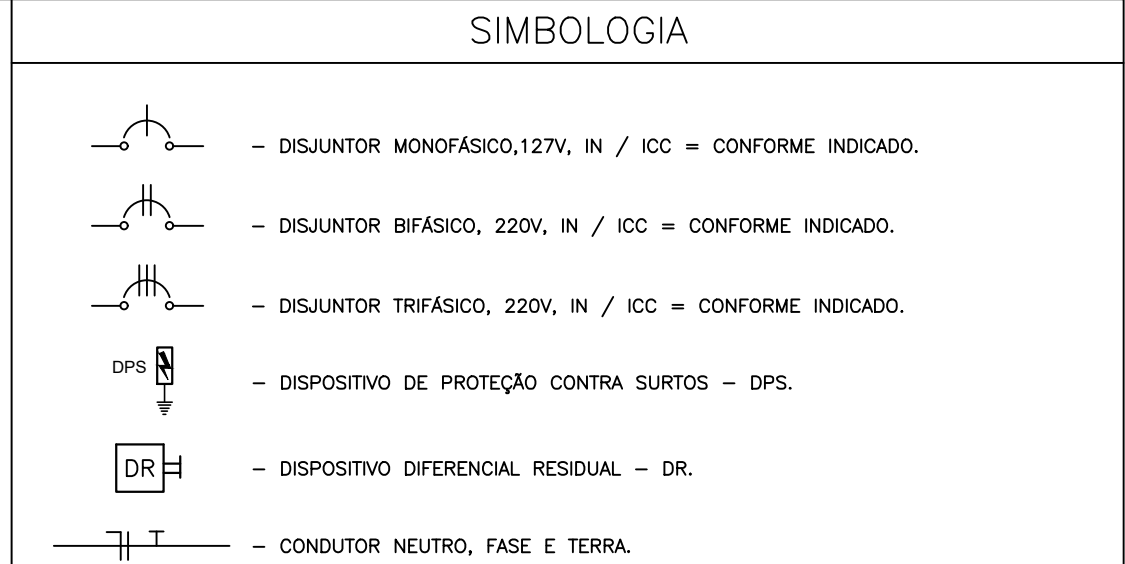 SIMBOLOGIA
– DISJUNTOR MONOFÁSICO,127V, IN / ICC = CONFORME INDICADO.
– DISJUNTOR BIFÁSICO, 220V, IN / ICC = CONFORME INDICADO.
– DISJUNTOR TRIFÁSICO, 220V, IN / ICC = CONFORME INDICADO.
DPS – DISPOSITIVO DE PROTEÇÃO CONTRA SURTOS – DPS.
DR – DISPOSITIVO DIFERENCIAL RESIDUAL – DR.
– CONDUTOR NEUTRO, FASE E TERRA.